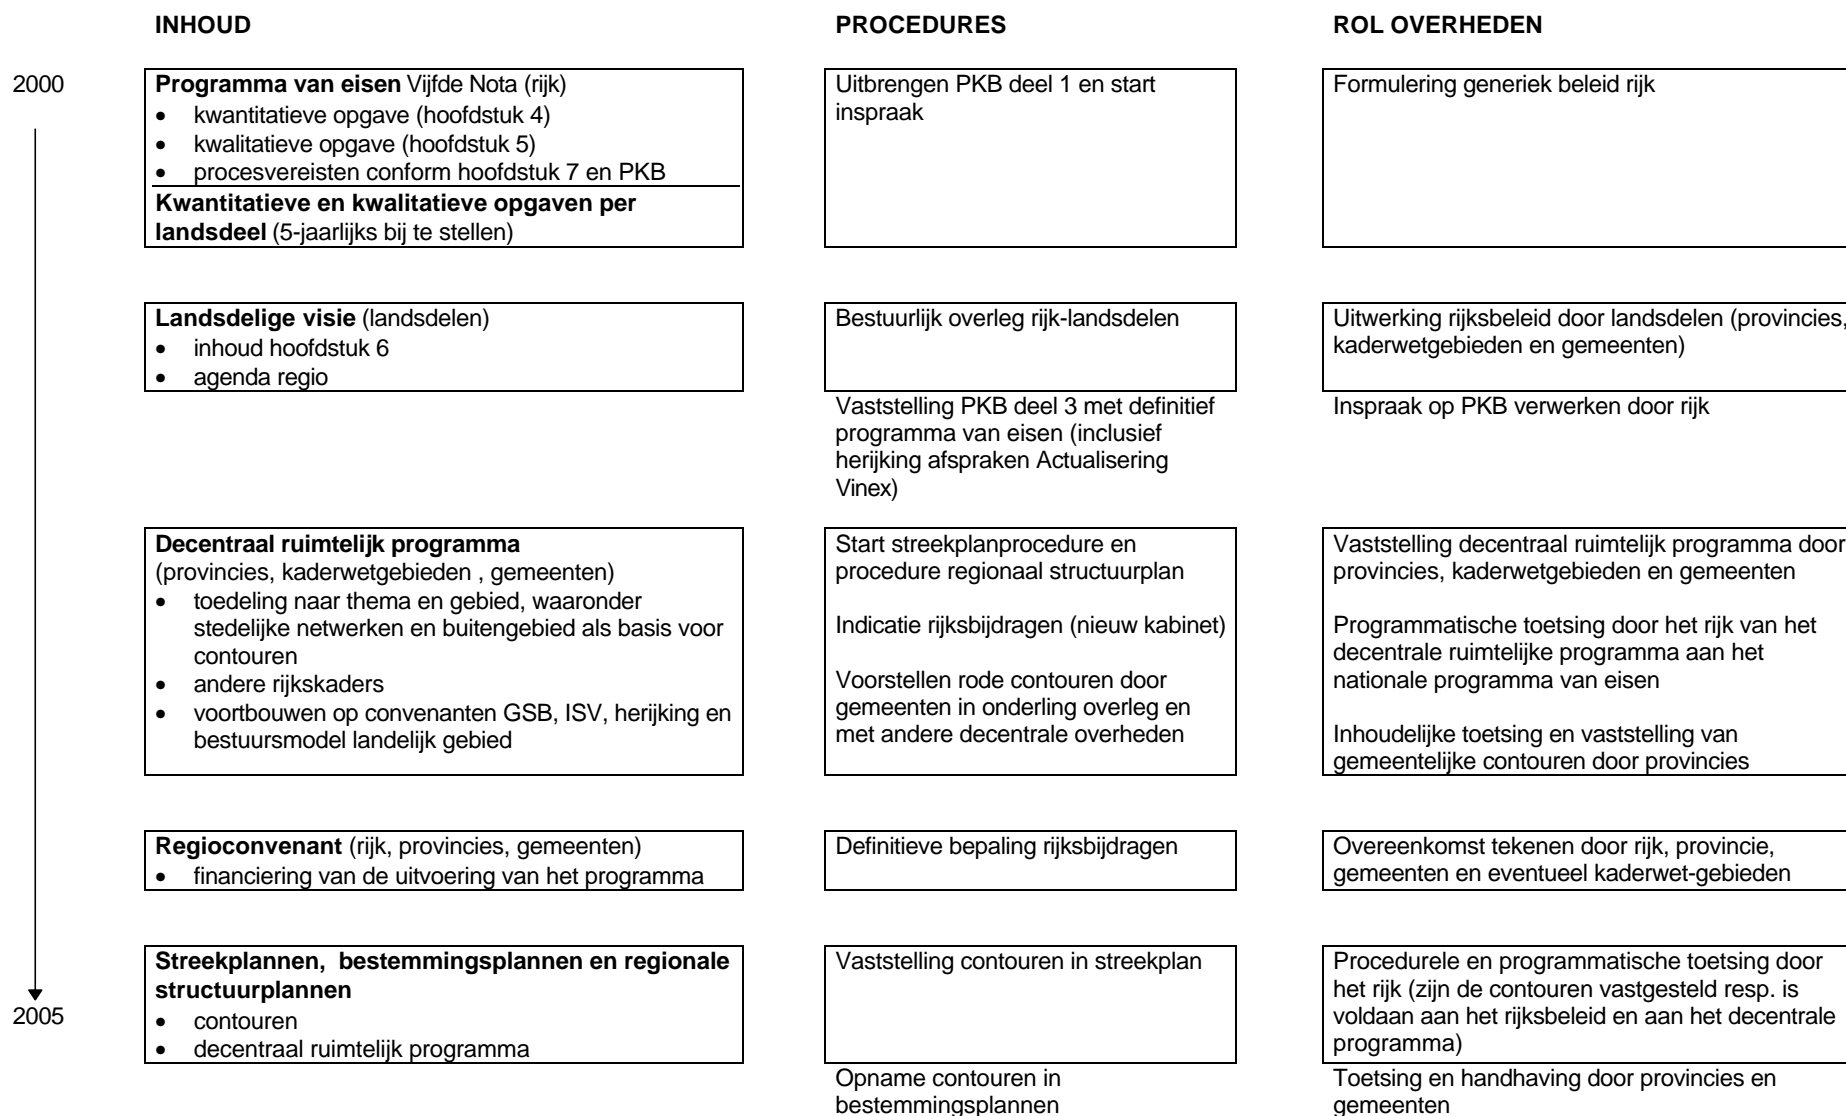 INHOUD
PROCEDURES
ROL OVERHEDEN
2000
Programma van eisen Vijfde Nota (rijk)
• kwantitatieve opgave (hoofdstuk 4)
• kwalitatieve opgave (hoofdstuk 5)
• procesvereisten conform hoofdstuk 7 en PKB
Kwantitatieve en kwalitatieve opgaven per
landsdeel (5-jaarlijks bij te stellen)
Uitbrengen PKB deel 1 en start
inspraak
Formulering generiek beleid rijk
Landsdelige visie (landsdelen)
• inhoud hoofdstuk 6
• agenda regio
Bestuurlijk overleg rijk-landsdelen
Uitwerking rijksbeleid door landsdelen (provincies,
kaderwetgebieden en gemeenten)
Vaststelling PKB deel 3 met definitief
programma van eisen (inclusief
herijking afspraken Actualisering
Vinex)
Inspraak op PKB verwerken door rijk
Decentraal ruimtelijk programma
(provincies, kaderwetgebieden , gemeenten)
• toedeling naar thema en gebied, waaronder
stedelijke netwerken en buitengebied als basis voor
contouren
• andere rijkskaders
• voortbouwen op convenanten GSB, ISV, herijking en
bestuursmodel landelijk gebied
Start streekplanprocedure en
procedure regionaal structuurplan
Indicatie rijksbijdragen (nieuw kabinet)
Voorstellen rode contouren door
gemeenten in onderling overleg en
met andere decentrale overheden
Vaststelling decentraal ruimtelijk programma door
provincies, kaderwetgebieden en gemeenten
Programmatische toetsing door het rijk van het
decentrale ruimtelijke programma aan het
nationale programma van eisen
Inhoudelijke toetsing en vaststelling van
gemeentelijke contouren door provincies
Regioconvenant (rijk, provincies, gemeenten)
• financiering van de uitvoering van het programma
Definitieve bepaling rijksbijdragen
Overeenkomst tekenen door rijk, provincie,
gemeenten en eventueel kaderwet-gebieden
2005
Streekplannen, bestemmingsplannen en regionale
structuurplannen
• contouren
• decentraal ruimtelijk programma
Vaststelling contouren in streekplan
Procedurele en programmatische toetsing door
het rijk (zijn de contouren vastgesteld resp. is
voldaan aan het rijksbeleid en aan het decentrale
programma)
Opname contouren in
bestemmingsplannen
Toetsing en handhaving door provincies en
gemeenten